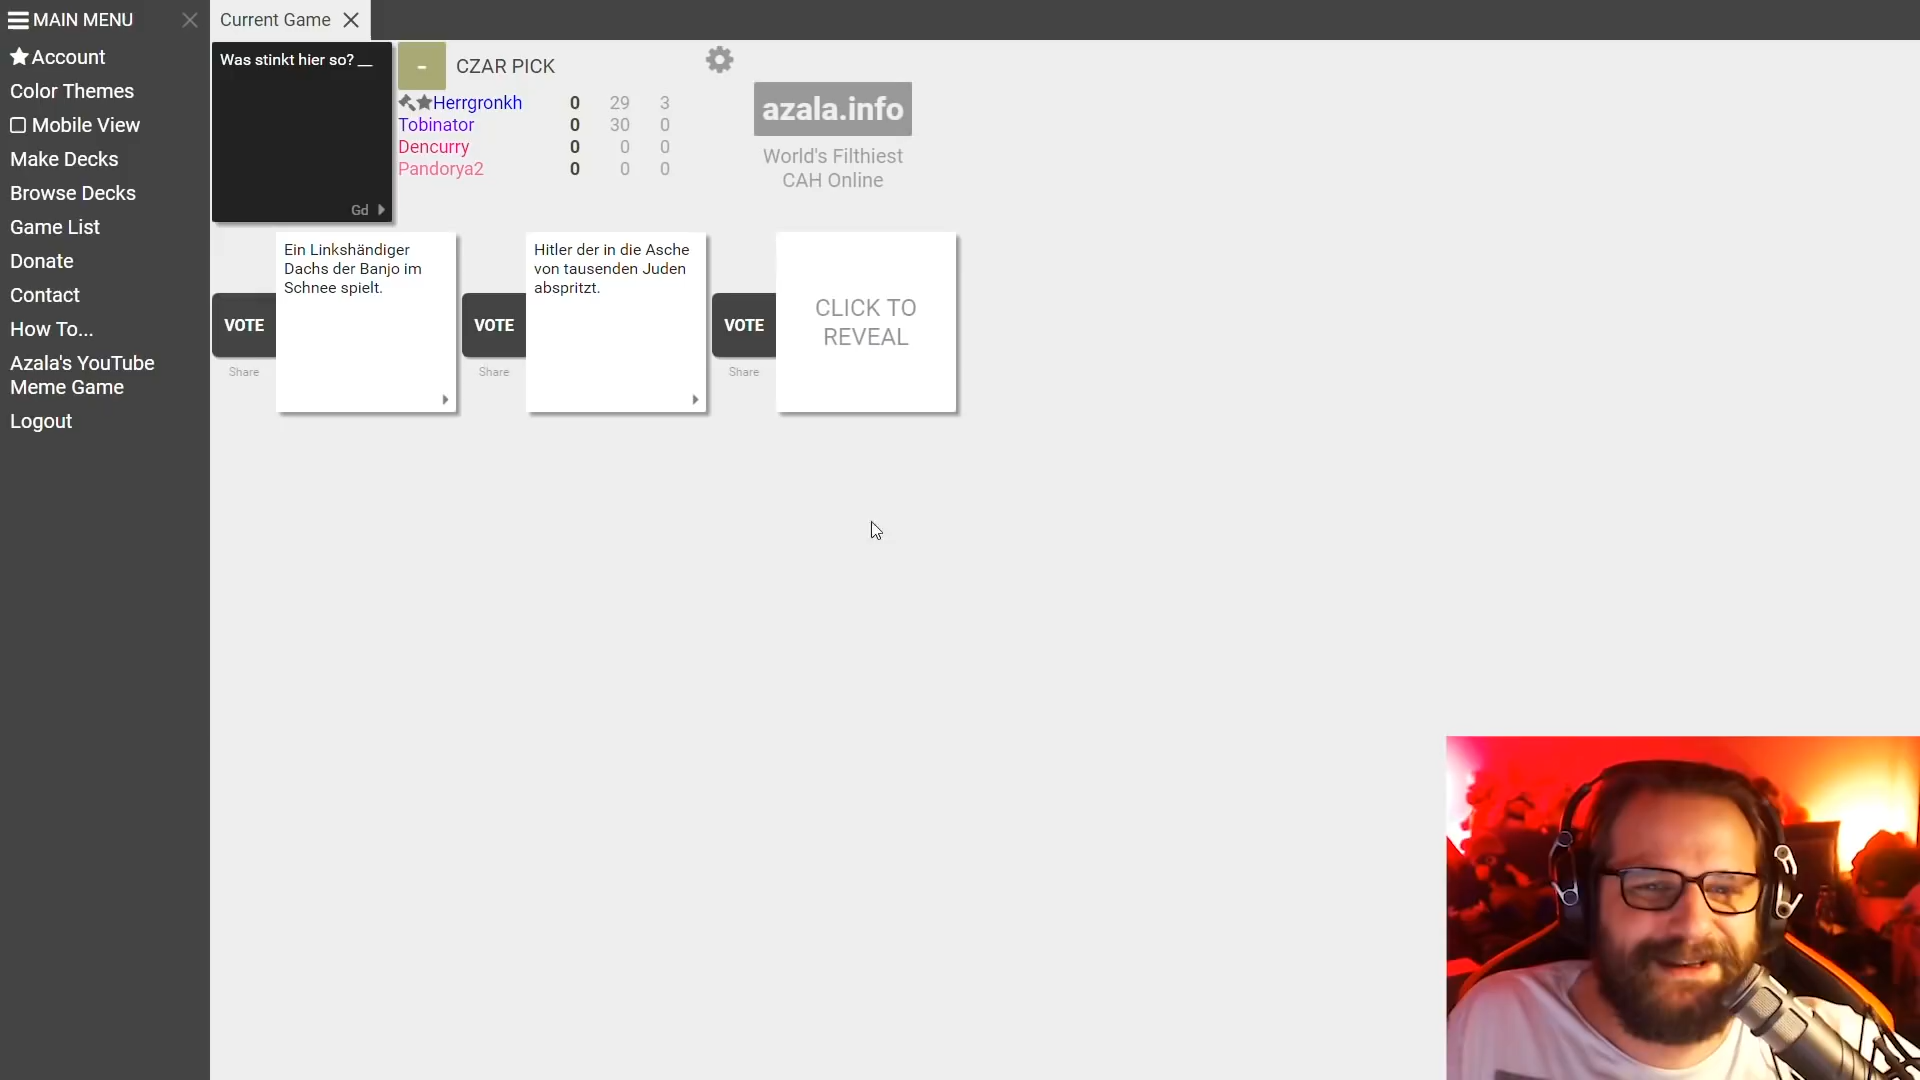 MAIN MENU
Account
Color Themes
Mobile View
Make Decks
Browse Decks
Game List
Donate
Contact
How To...
Azala's YouTube
Meme Game
Logout
Current Game
Was stinkt hier so? __
Gd
-
CZAR PICK
Herrgronkh 0 29 3
Tobinator 0 30 0
Dencurry 0 0 0
Pandorya2 0 0 0
azala.info
World's Filthiest
CAH Online
VOTE
Share
Ein Linkshändiger
Dachs der Banjo im
Schnee spielt.
VOTE
Share
Hitler der in die Asche
von tausenden Juden
abspritzt.
VOTE
Share
CLICK TO
REVEAL